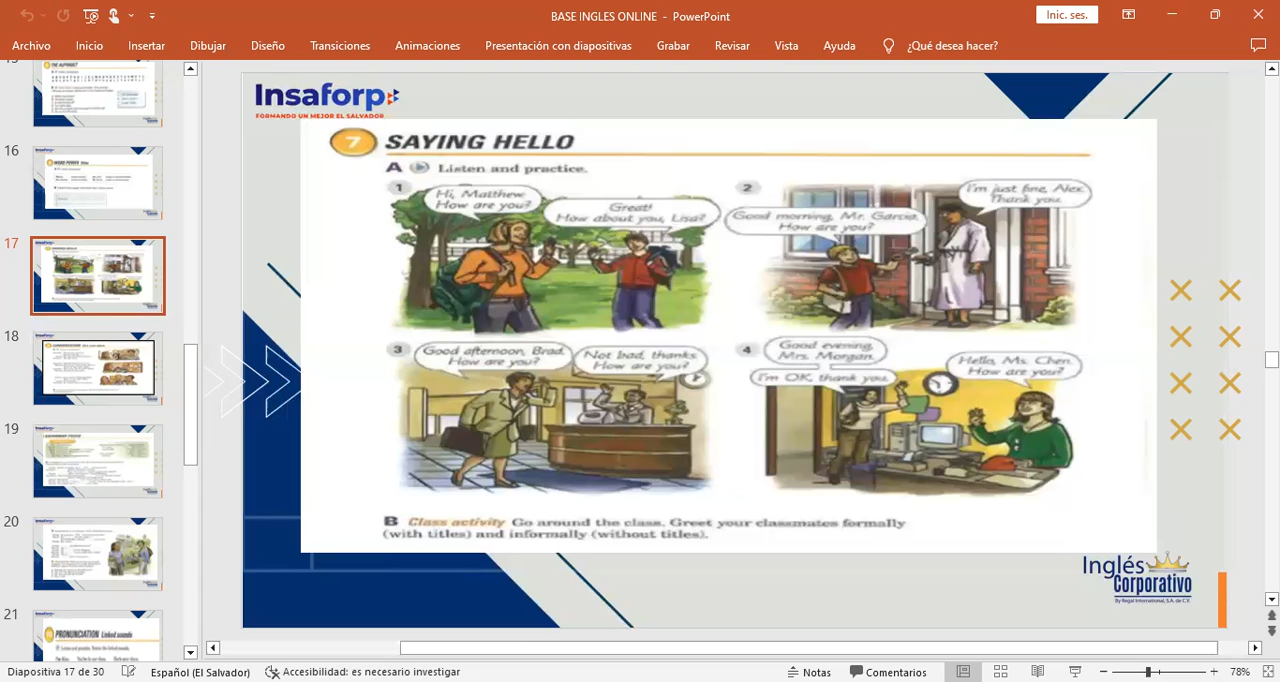 BASE INGLES ONLINE - PowerPoint
Inic. ses.
Archivo Inicio Insertar Dibujar Diseño Transiciones Animaciones Presentación con diapositivas Grabar Revisar Vista Ayuda ¿Qué desea hacer?
THE ALPHABET
16
WORD POWER
17
18
19
20
21
PRONUNCIATION Linked sounds
Insaforp
FORMANDO UN MEJOR EL SALVADOR
7 SAYING HELLO
A Listen and practice.
1
Hi, Matthew
How are you?
Great!
How about you, Lisa?
2
Good morning, Mr. Garcia.
How are you?
I'm just fine, Alex.
Thank you.
3
Good afternoon, Brad.
How are you?
Not bad, thanks
How are you?
4
Good evening,
Mrs. Morgan.
I'm OK, thank you.
Hello, Ms. Chen.
How are you?
B Class activity Go around the class. Greet your classmates formally
(with titles) and informally (without titles).
Inglés
Corporativo
By Regal International, S.A. de C.V.
Diapositiva 17 de 30 Español (El Salvador) Accesibilidad: es necesario investigar Notas Comentarios 78%